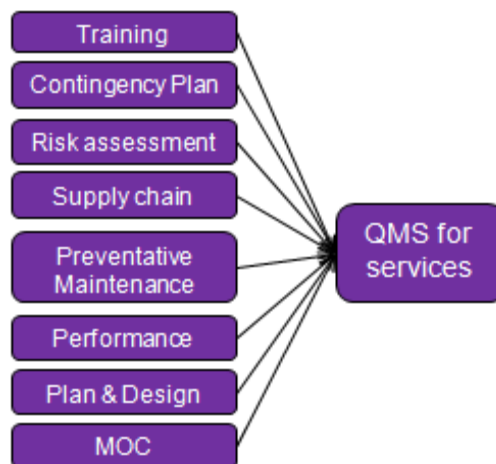 Training
Contingency Plan
Risk assessment
Supply chain
Preventative
Maintenance
Performance
Plan & Design
MOC
QMS for
services